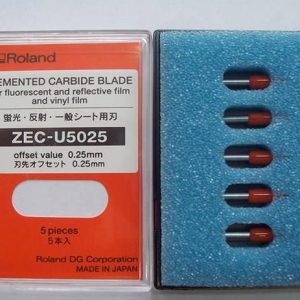 Roland
EMENTED CARBIDE BLADE
r fluorescent and reflective film
and vinyl film
蛍光・反射・一般シート用刃
ZEC-U5025
offset value 0.25mm
刃先オフセット 0.25mm
5 pieces
5本入
Roland DG Corporation
MADE IN JAPAN